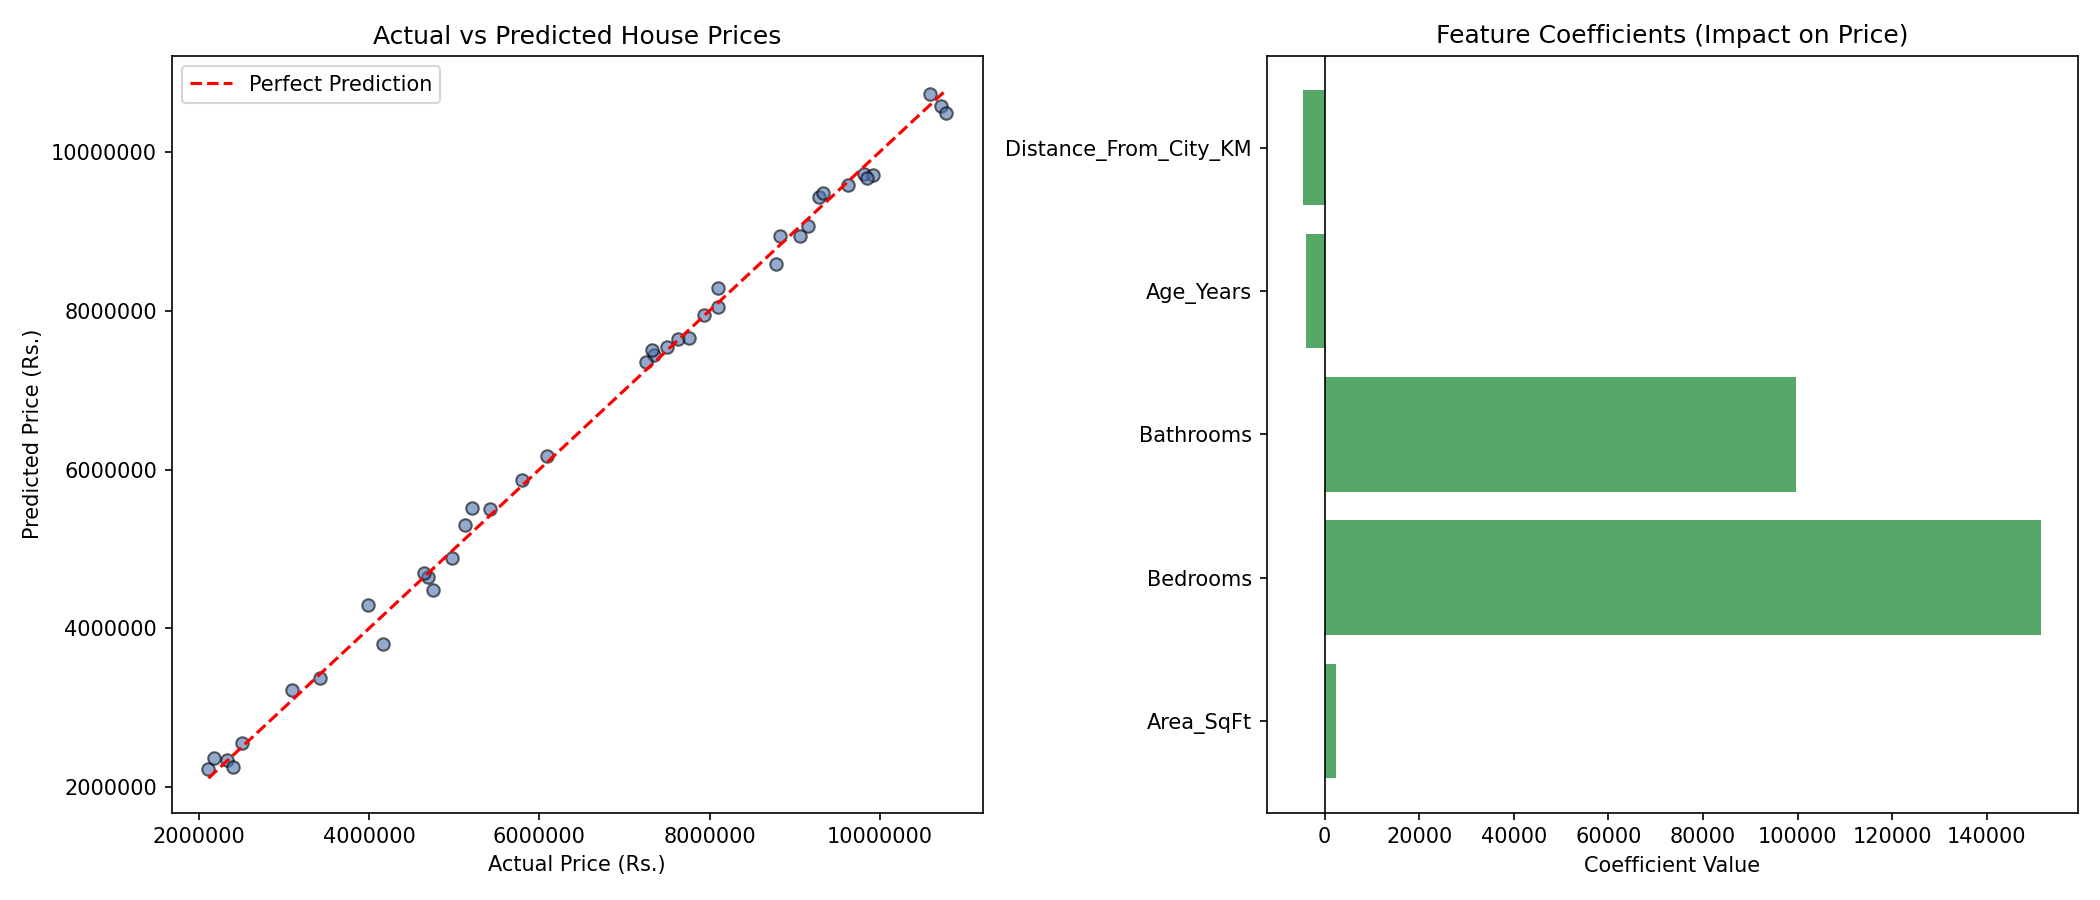 Actual vs Predicted House Prices
Perfect Prediction
10000000
8000000
6000000
4000000
2000000
Predicted Price (Rs.)
2000000 4000000 6000000 8000000 10000000
Actual Price (Rs.)
Feature Coefficients (Impact on Price)
Distance_From_City_KM
Age_Years
Bathrooms
Bedrooms
Area_SqFt
0 20000 40000 60000 80000 100000 120000 140000
Coefficient Value